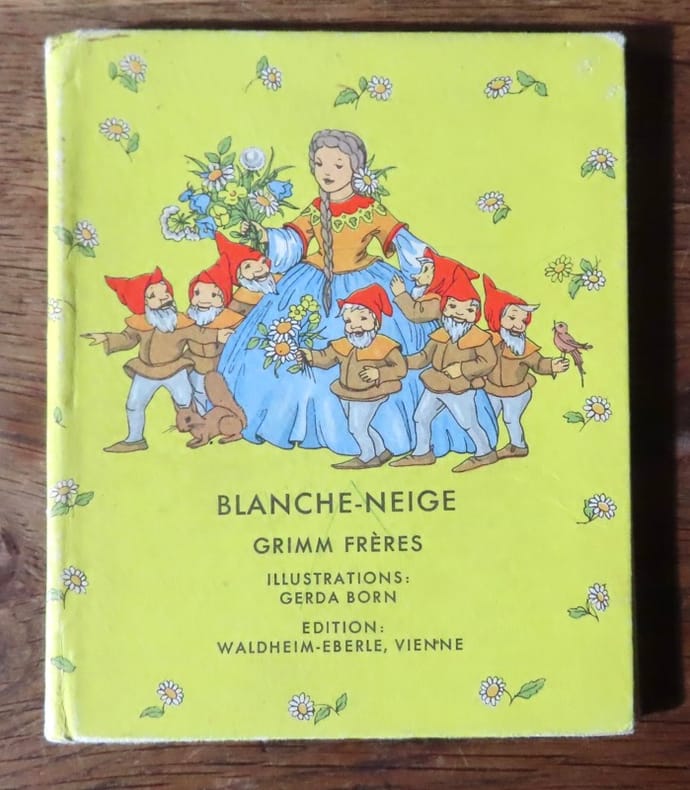 BLANCHE-NEIGE
GRIMM FRÈRES
ILLUSTRATIONS:
GERDA BORN
EDITION:
WALDHEIM-EBERLE, VIENNE